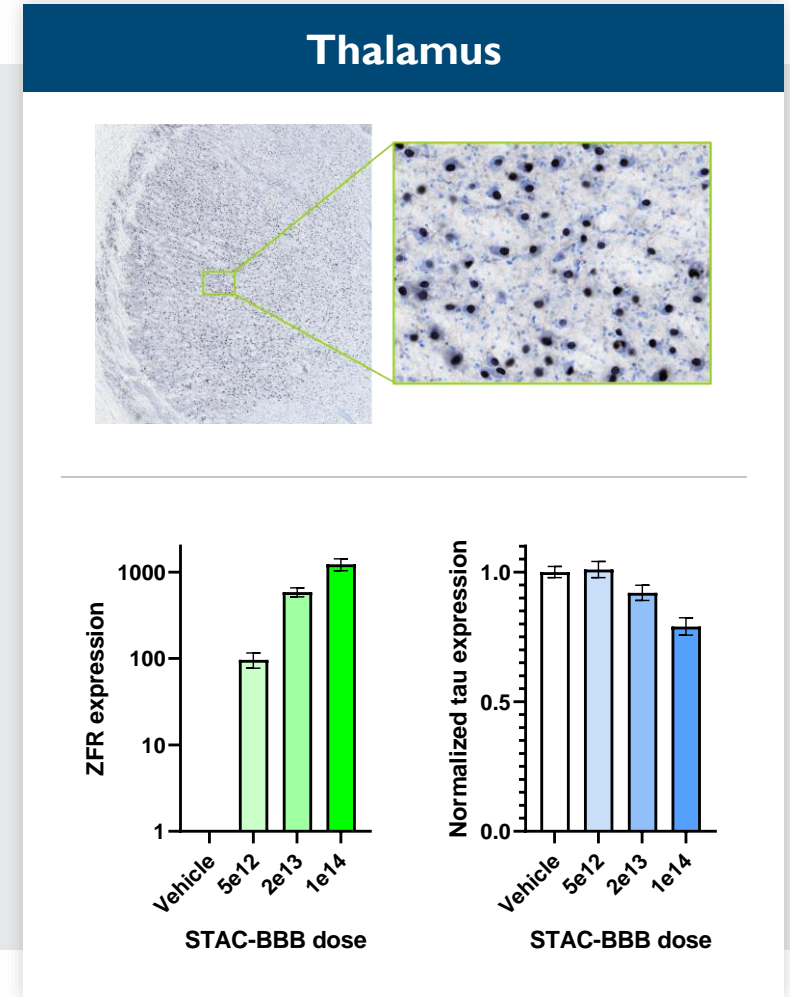 Thalamus
ZFR expression
1000
100
10
1
Vehicle
5e12
2e13
1e14
STAC-BBB dose
Normalized tau expression
1.0
0.5
0.0
Vehicle
5e12
2e13
1e14
STAC-BBB dose